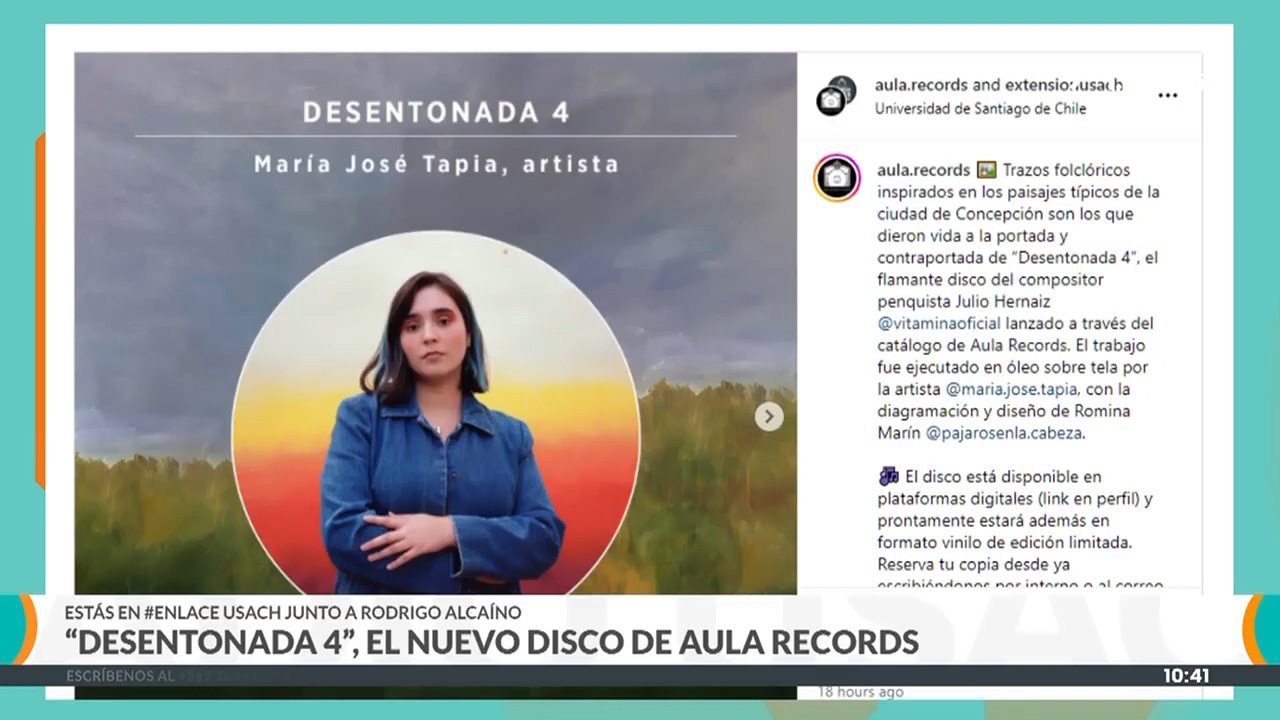 DESENTONADA 4
María José Tapia, artista
aula.records and extension.usach
Universidad de Santiago de Chile
aula.records 🖼️ Trazos folclóricos
inspirados en los paisajes típicos de la
ciudad de Concepción son los que
dieron vida a la portada y
contraportada de "Desentonada 4", el
flamante disco del compositor
penquista Julio Hernaiz
@vitaminaoficial lanzado a través del
catálogo de Aula Records. El trabajo
fue ejecutado en óleo sobre tela por
la artista @maria.jose.tapia, con la
diagramación y diseño de Romina
Marín @pajarosenla.cabeza.
🎶 El disco está disponible en
plataformas digitales (link en perfil) y
prontamente estará además en
formato vinilo de edición limitada.
Reserva tu copia desde ya
escribiéndonos por interno o al correo
ESTÁS EN #ENLACE USACH JUNTO A RODRIGO ALCAÍNO
“DESENTONADA 4”, EL NUEVO DISCO DE AULA RECORDS
ESCRÍBENOS AL
10:41
18 hours ago